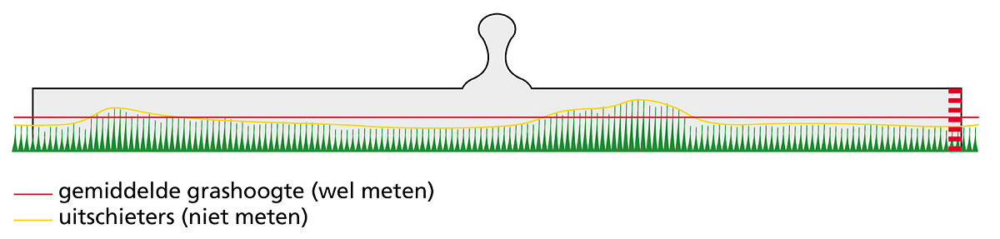 gemiddelde grashoogte (wel meten)
uitschieters (niet meten)